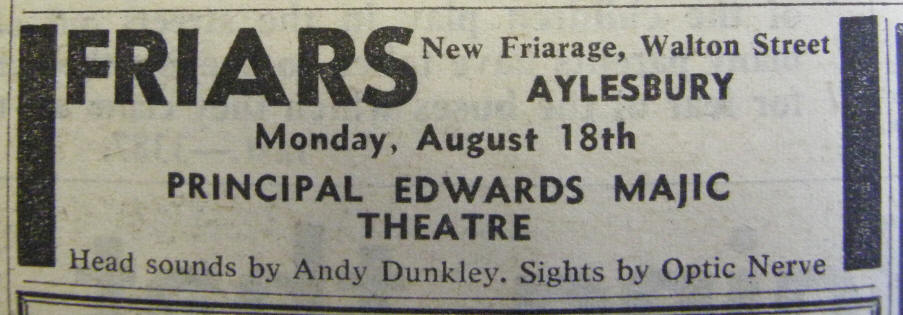 FRIARS New Friarage, Walton Street
AYLESBURY
Monday, August 18th
PRINCIPAL EDWARDS MAJIC
THEATRE
Head sounds by Andy Dunkley. Sights by Optic Nerve